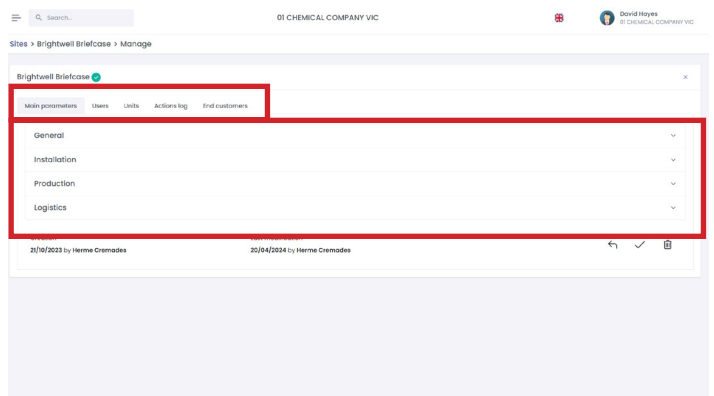 Search..
01 CHEMICAL COMPANY VIC
David Hayes
01 CHEMICAL COMPANY VIC
Sites > Brightwell Briefcase > Manage
Brightwell Briefcase
×
Main parameters Users Units Actions log End customers
General
Installation
Production
Logistics
21/10/2023 by Herme Cremades
20/04/2024 by Herme Cremades